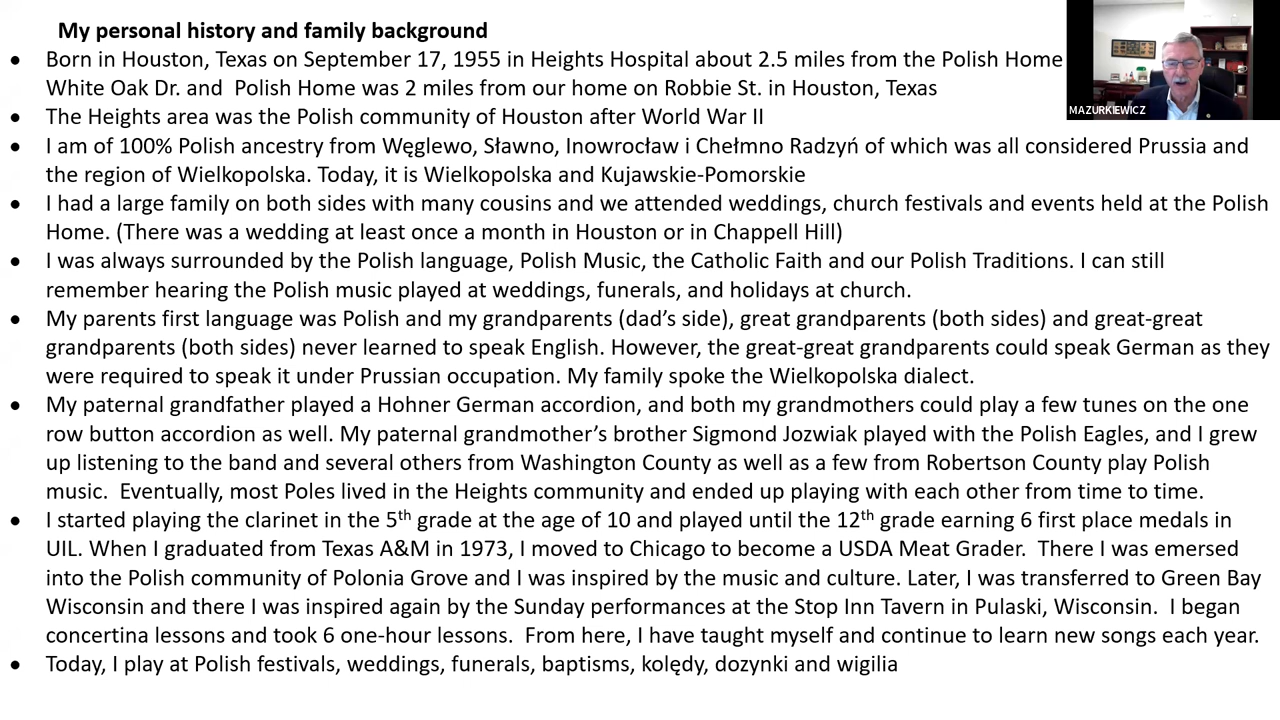 My personal history and family background
• Born in Houston, Texas on September 17, 1955 in Heights Hospital about 2.5 miles from the Polish Home
White Oak Dr. and  Polish Home was 2 miles from our home on Robbie St. in Houston, Texas
• The Heights area was the Polish community of Houston after World War II
• I am of 100% Polish ancestry from Węglewo, Sławno, Inowrocław i Chełmno Radzyń of which was all considered Prussia and
the region of Wielkopolska. Today, it is Wielkopolska and Kujawskie-Pomorskie
• I had a large family on both sides with many cousins and we attended weddings, church festivals and events held at the Polish
Home. (There was a wedding at least once a month in Houston or in Chappell Hill)
• I was always surrounded by the Polish language, Polish Music, the Catholic Faith and our Polish Traditions. I can still
remember hearing the Polish music played at weddings, funerals, and holidays at church.
• My parents first language was Polish and my grandparents (dad’s side), great grandparents (both sides) and great-great
grandparents (both sides) never learned to speak English. However, the great-great grandparents could speak German as they
were required to speak it under Prussian occupation. My family spoke the Wielkopolska dialect.
• My paternal grandfather played a Hohner German accordion, and both my grandmothers could play a few tunes on the one
row button accordion as well. My paternal grandmother’s brother Sigmond Jozwiak played with the Polish Eagles, and I grew
up listening to the band and several others from Washington County as well as a few from Robertson County play Polish
music.  Eventually, most Poles lived in the Heights community and ended up playing with each other from time to time.
• I started playing the clarinet in the 5th grade at the age of 10 and played until the 12th grade earning 6 first place medals in
UIL. When I graduated from Texas A&M in 1973, I moved to Chicago to become a USDA Meat Grader.  There I was emersed
into the Polish community of Polonia Grove and I was inspired by the music and culture. Later, I was transferred to Green Bay
Wisconsin and there I was inspired again by the Sunday performances at the Stop Inn Tavern in Pulaski, Wisconsin.  I began
concertina lessons and took 6 one-hour lessons.  From here, I have taught myself and continue to learn new songs each year.
• Today, I play at Polish festivals, weddings, funerals, baptisms, kolędy, dozynki and wigilia
MAZURKIEWICZ